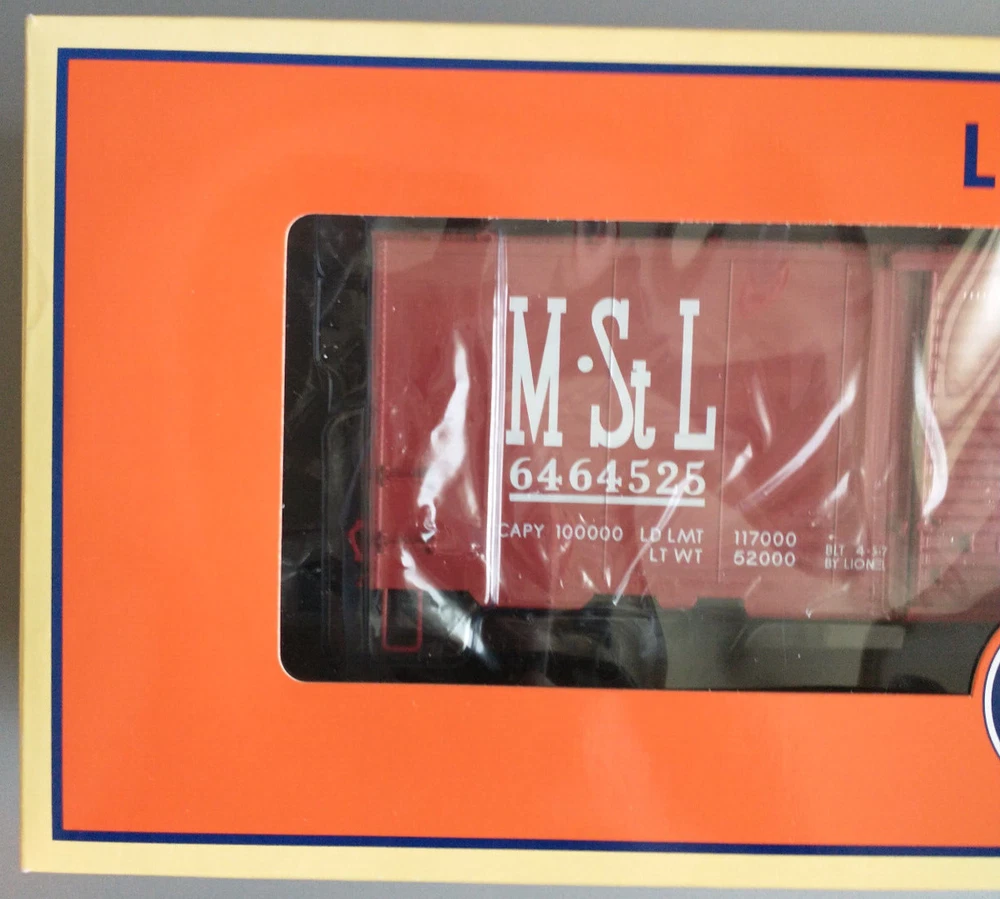 L
M·St L
6464525
CAPY 100000 LD LMT 117000
LT WT 52000
BLT 4-57
BY LIONEL